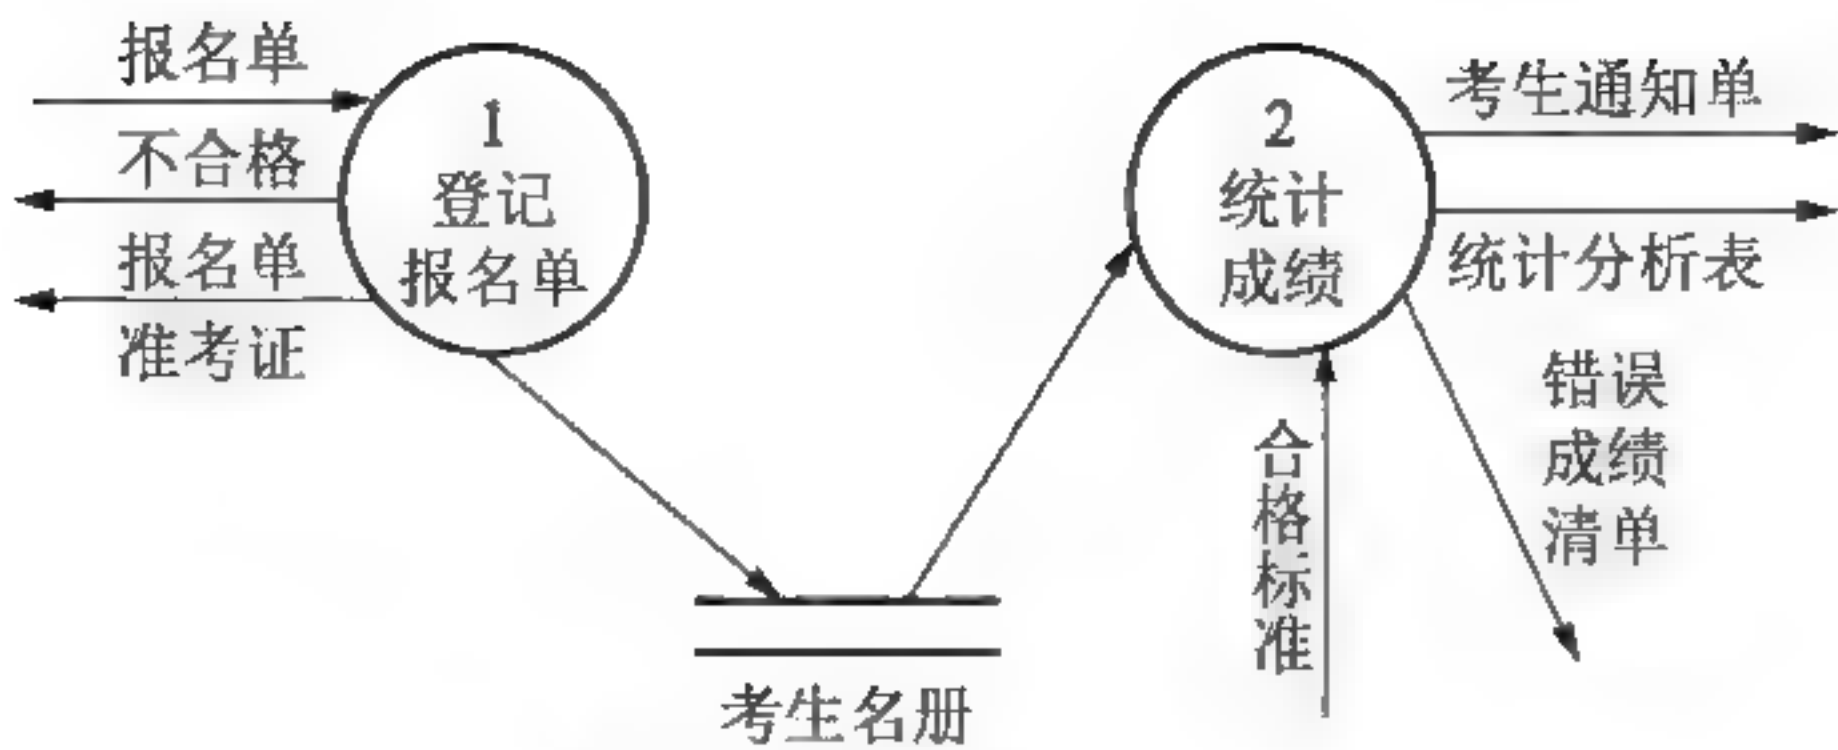 报名单
不合格
报名单
准考证
1
登记
报名单
考生名册
2
统计
成绩
合格标准
考生通知单
统计分析表
错误
成绩
清单